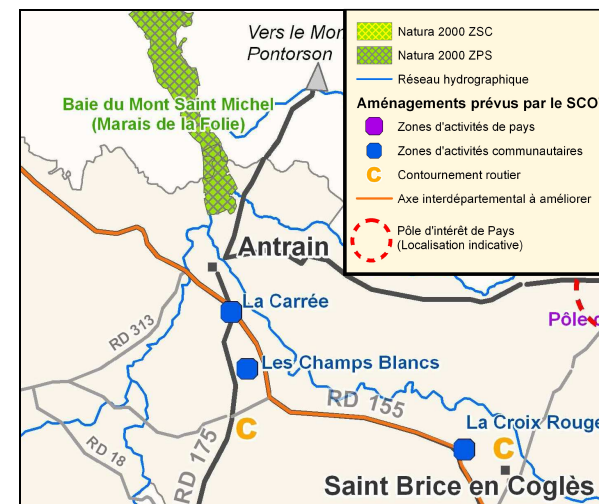 Vers le Mon
Pontorson
Natura 2000 ZSC
Natura 2000 ZPS
Réseau hydrographique
Aménagements prévus par le SCO
Zones d'activités de pays
Zones d'activités communautaires
C Contournement routier
Axe interdépartemental à améliorer
Pôle d'intérêt de Pays
(Localisation indicative)
Baie du Mont Saint Michel
(Marais de la Folie)
Antrain
La Carrée
Pôle d
RD 313
Les Champs Blancs
RD 155
C
La Croix Rouge
C
RD 18
RD 175
Saint Brice en Coglès